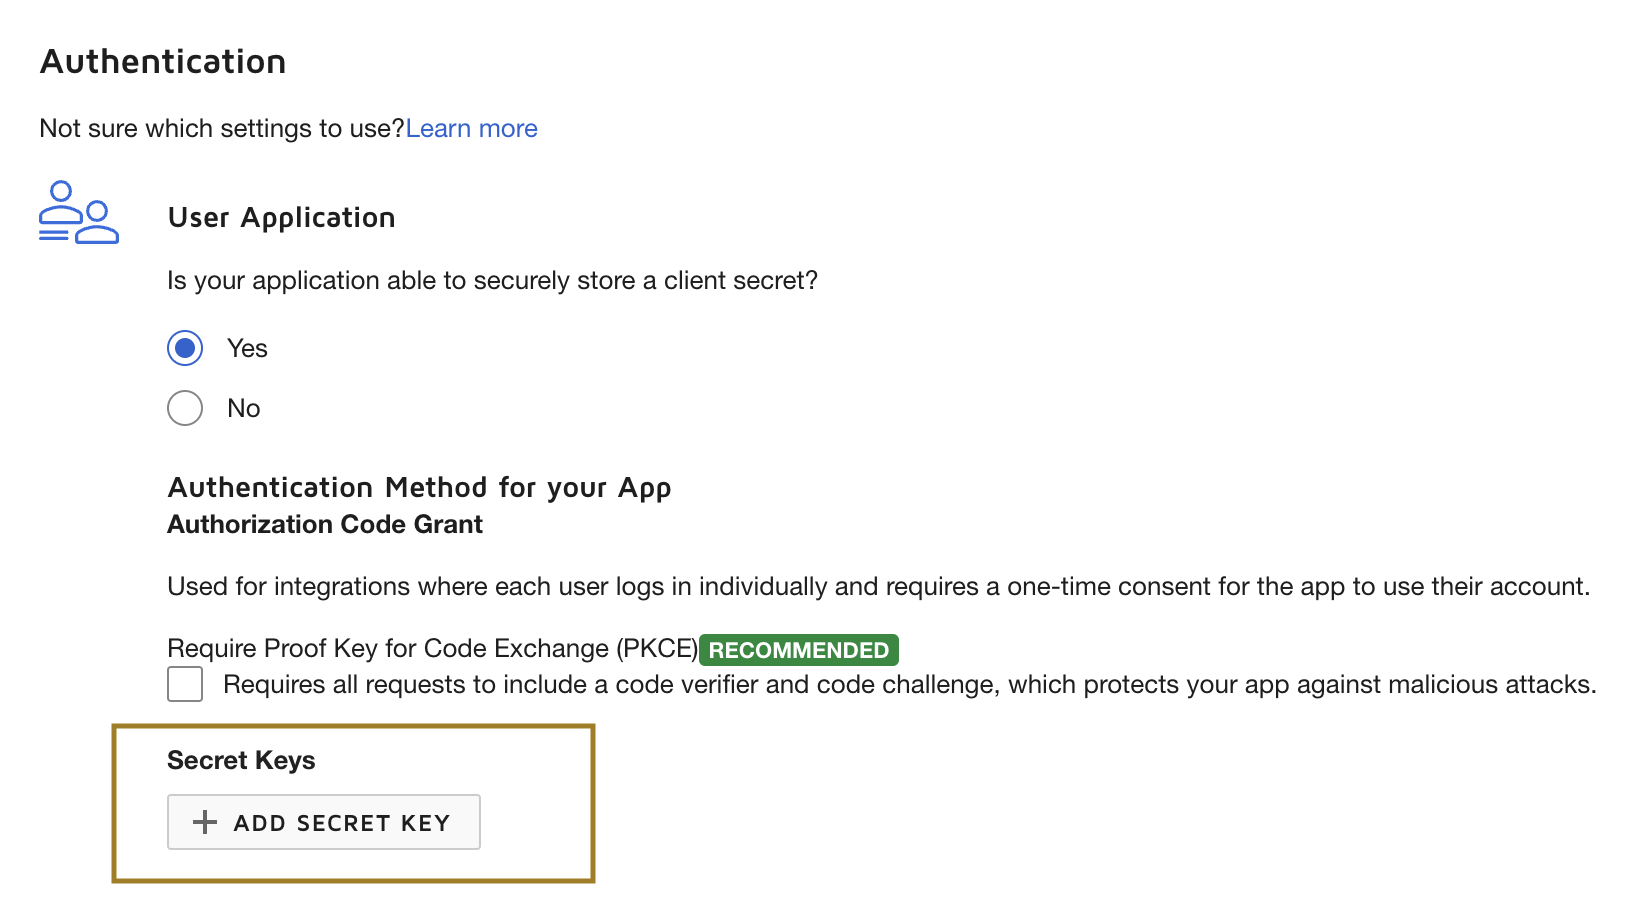 Authentication
Not sure which settings to use?Learn more
User Application
Is your application able to securely store a client secret?
Yes
No
Authentication Method for your App
Authorization Code Grant
Used for integrations where each user logs in individually and requires a one-time consent for the app to use their account.
Require Proof Key for Code Exchange (PKCE) RECOMMENDED
Requires all requests to include a code verifier and code challenge, which protects your app against malicious attacks.
Secret Keys
ADD SECRET KEY